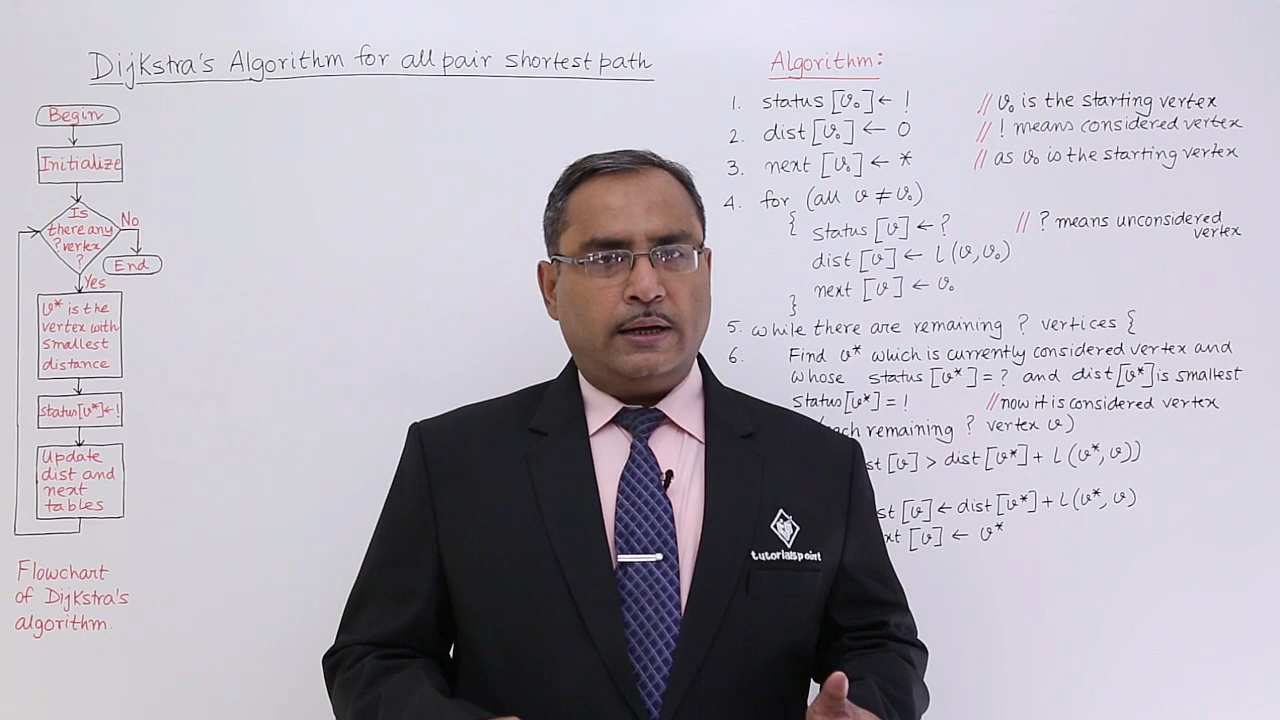 Dijkstra's Algorithm for all pair shortest path
Begin
Initialize
Is
there any
? vertex
?
No
End
Yes
v* is the
vertex with
smallest
distance
status[v*]←!
Update
dist and
next
tables
Flowchart
of Dijkstra's
algorithm.
Algorithm:
1. status [v₀] ← ! // v₀ is the starting vertex
2. dist [v₀] ← 0 // ! means considered vertex
3. next [v₀] ← * // as v₀ is the starting vertex
4. for (all v ≠ v₀)
{ status [v] ← ? // ? means unconsidered
vertex
dist [v] ← l (v, v₀)
next [v] ← v₀
}
5. while there are remaining ? vertices {
6. Find v* which is currently considered vertex and
whose status [v*] = ? and dist [v*] is smallest
status [v*] = ! // now it is considered vertex
remaining ? vertex v)
[v] > dist [v*] + l (v*, v))
[v] ← dist [v*] + l (v*, v)
[v] ← v*
tutorialspoint